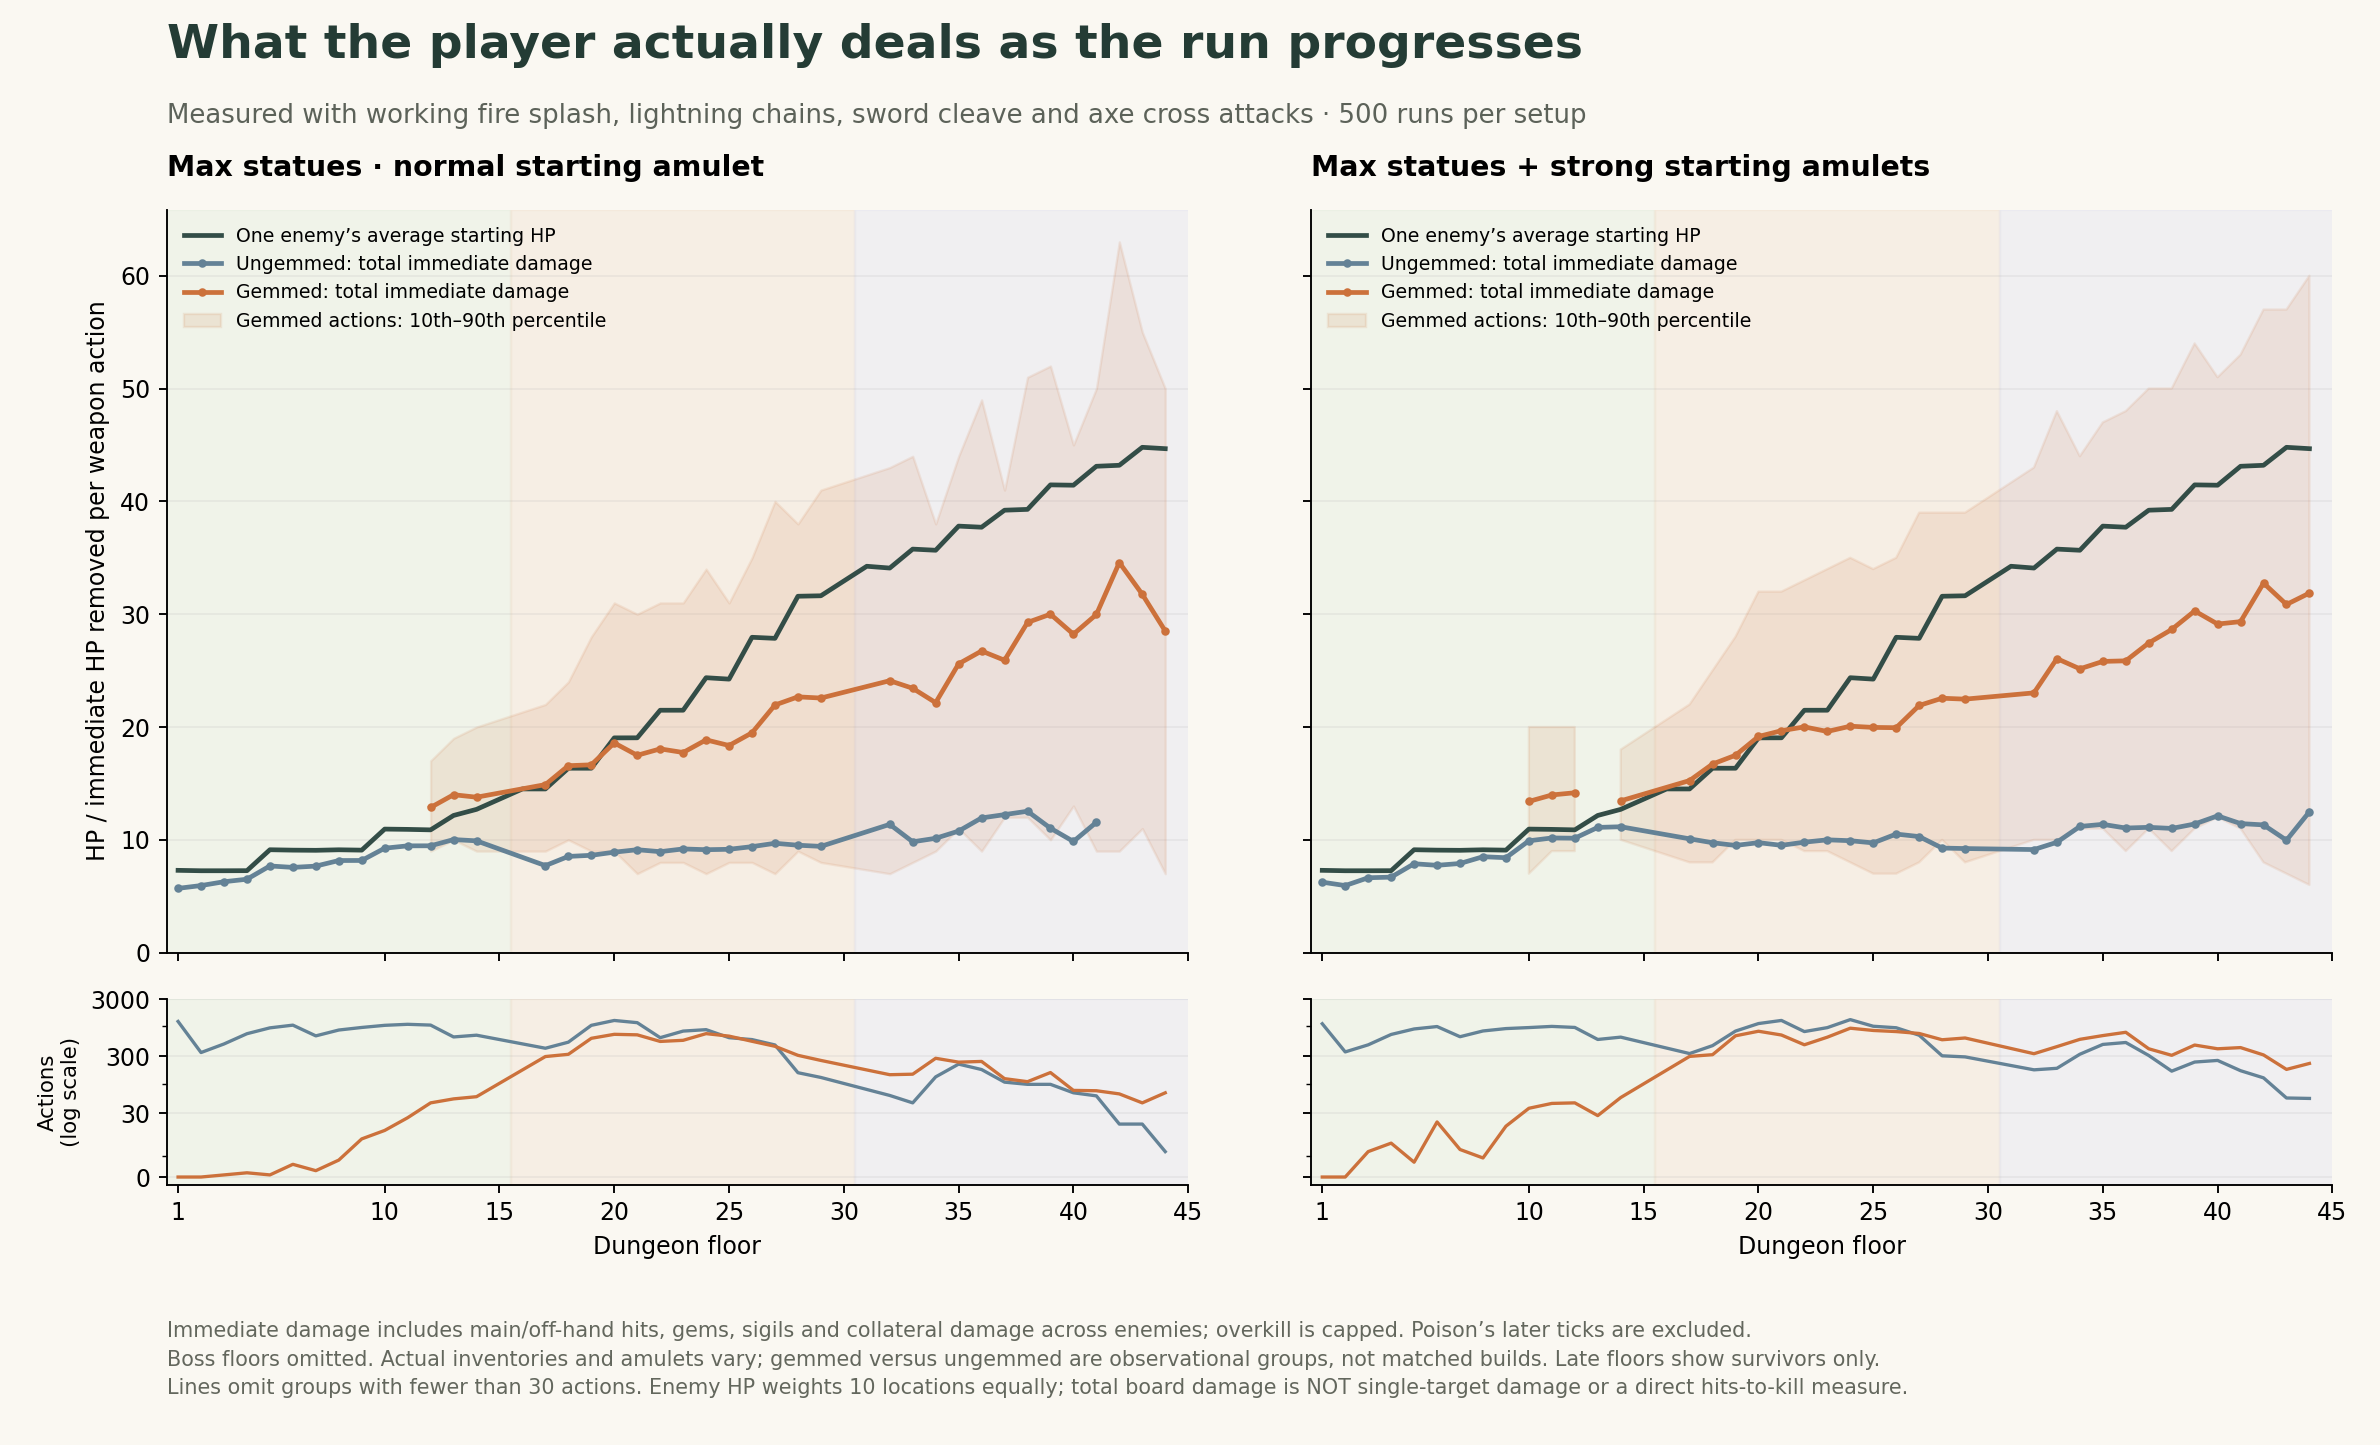 What the player actually deals as the run progresses
Measured with working fire splash, lightning chains, sword cleave and axe cross attacks · 500 runs per setup
Max statues · normal starting amulet
One enemy’s average starting HP
Ungemmed: total immediate damage
Gemmed: total immediate damage
Gemmed actions: 10th–90th percentile
HP / immediate HP removed per weapon action
60
50
40
30
20
10
0
Actions
(log scale)
3000
300
30
0
1 10 15 20 25 30 35 40 45
Dungeon floor
Max statues + strong starting amulets
One enemy’s average starting HP
Ungemmed: total immediate damage
Gemmed: total immediate damage
Gemmed actions: 10th–90th percentile
1 10 15 20 25 30 35 40 45
Dungeon floor
Immediate damage includes main/off-hand hits, gems, sigils and collateral damage across enemies; overkill is capped. Poison’s later ticks are excluded.
Boss floors omitted. Actual inventories and amulets vary; gemmed versus ungemmed are observational groups, not matched builds. Late floors show survivors only.
Lines omit groups with fewer than 30 actions. Enemy HP weights 10 locations equally; total board damage is NOT single-target damage or a direct hits-to-kill measure.